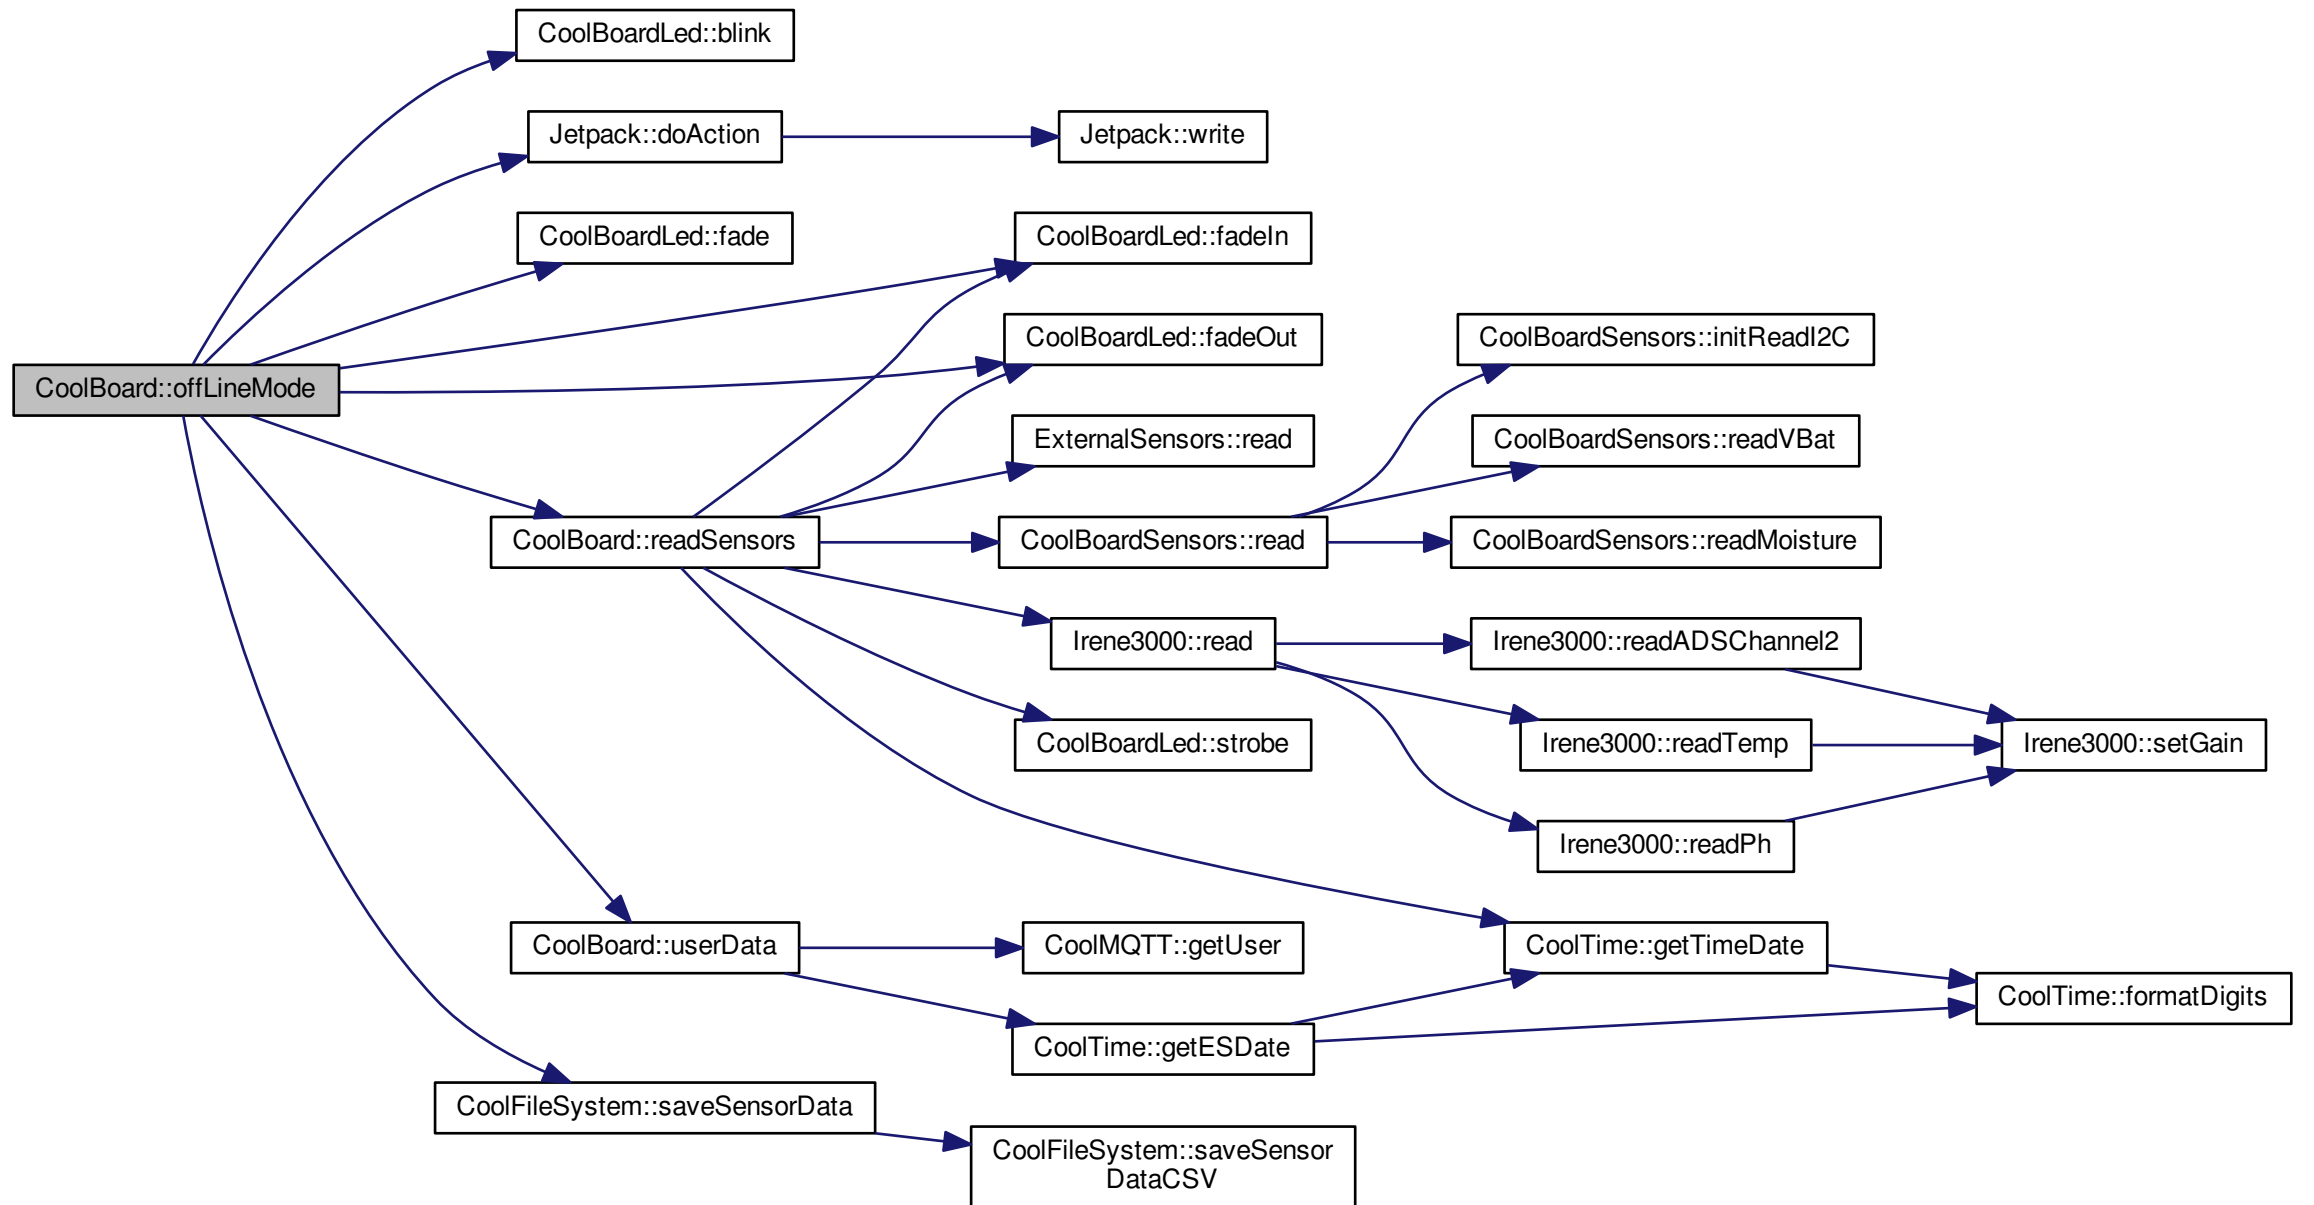 CoolBoardLed::blink
Jetpack::doAction
Jetpack::write
CoolBoardLed::fade
CoolBoardLed::fadeIn
CoolBoardLed::fadeOut
CoolBoardSensors::initReadI2C
CoolBoard::offLineMode
ExternalSensors::read
CoolBoardSensors::readVBat
CoolBoard::readSensors
CoolBoardSensors::read
CoolBoardSensors::readMoisture
Irene3000::read
Irene3000::readADSChannel2
CoolBoardLed::strobe
Irene3000::readTemp
Irene3000::setGain
Irene3000::readPh
CoolBoard::userData
CoolMQTT::getUser
CoolTime::getTimeDate
CoolTime::formatDigits
CoolTime::getESDate
CoolFileSystem::saveSensorData
CoolFileSystem::saveSensor
DataCSV